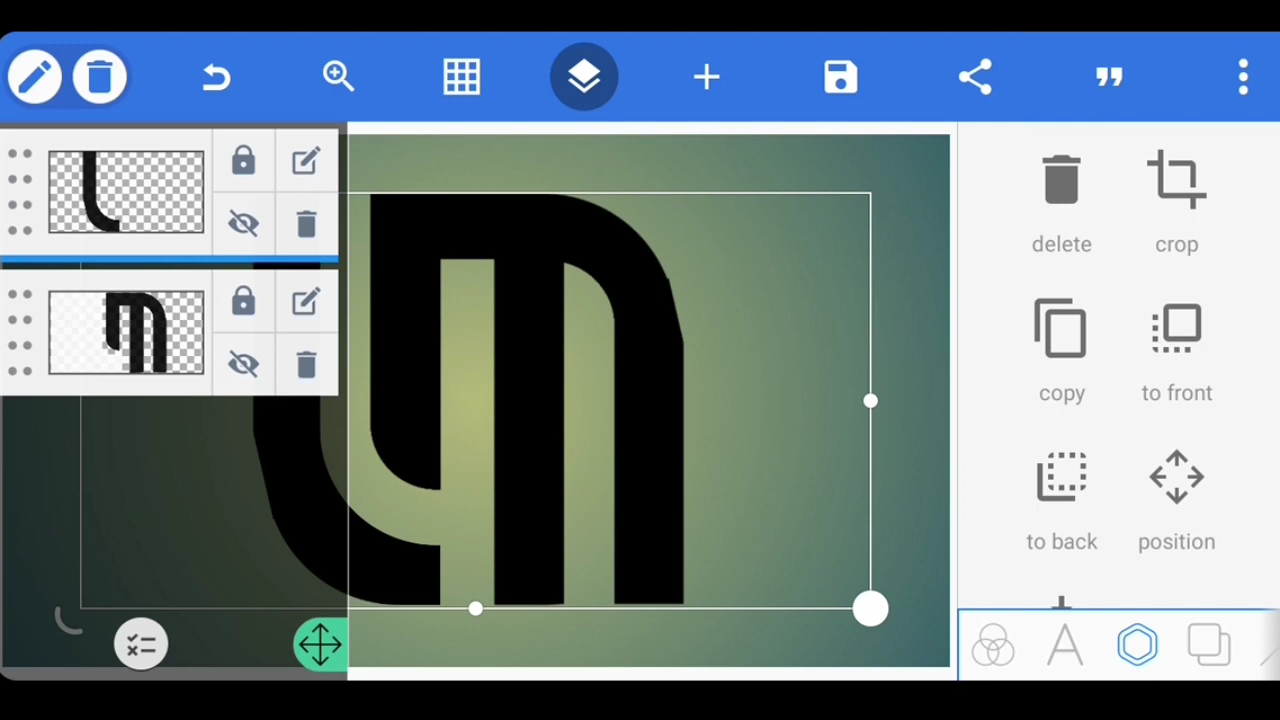 delete
crop
copy
to front
to back
position